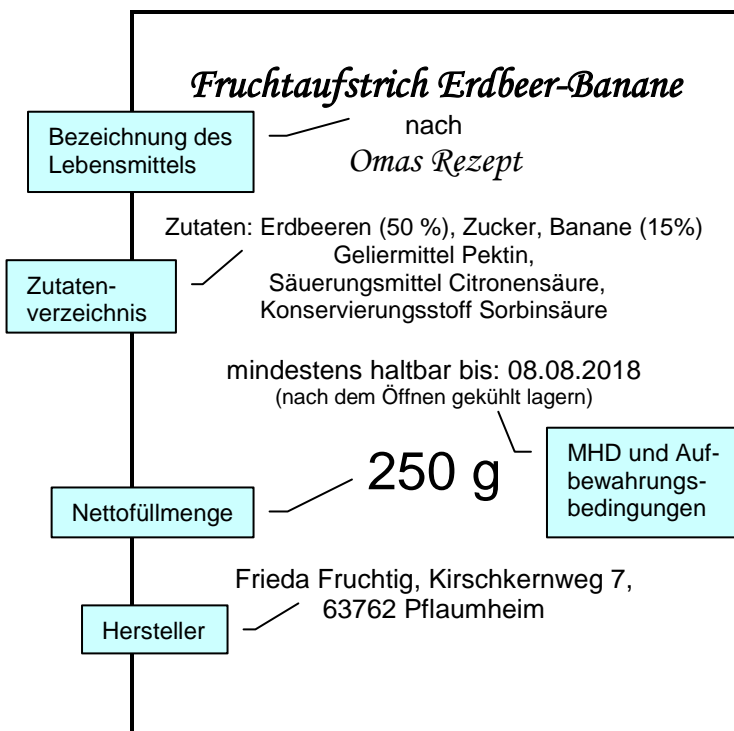 Fruchtaufstrich Erdbeer-Banane
nach
Omas Rezept
Bezeichnung des
Lebensmittels
Zutaten: Erdbeeren (50 %), Zucker, Banane (15%)
Geliermittel Pektin,
Säuerungsmittel Citronensäure,
Konservierungsstoff Sorbinsäure
Zutaten-
verzeichnis
mindestens haltbar bis: 08.08.2018
(nach dem Öffnen gekühlt lagern)
MHD und Auf-
bewahrungs-
bedingungen
250 g
Nettofüllmenge
Frieda Fruchtig, Kirschkernweg 7,
63762 Pflaumheim
Hersteller